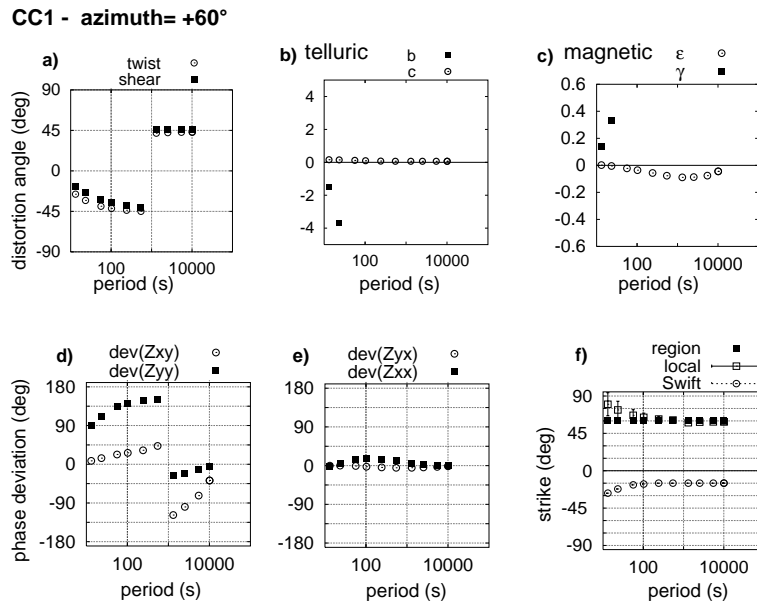 CC1 - azimuth= +60°
a)
twist
shear
distortion angle (deg)
90
45
0
-45
-90
100
10000
period (s)
b) telluric
b
c
4
2
0
-2
-4
100
10000
period (s)
c) magnetic
ε
γ
0.6
0.4
0.2
0
-0.2
-0.4
-0.6
100
10000
period (s)
d)
dev(Zxy)
dev(Zyy)
phase deviation (deg)
180
90
0
-90
-180
100
10000
period (s)
e)
dev(Zyx)
dev(Zxx)
180
90
0
-90
-180
100
10000
period (s)
f)
region
local
Swift
strike (deg)
90
45
0
-45
-90
100
10000
period (s)